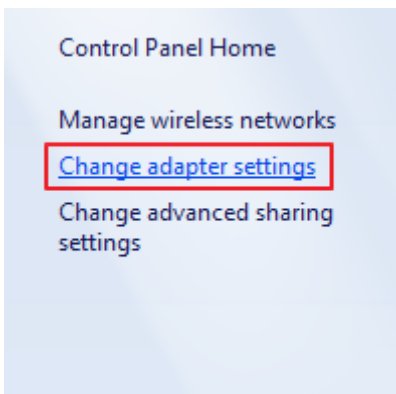 Control Panel Home
Manage wireless networks
Change adapter settings
Change advanced sharing
settings